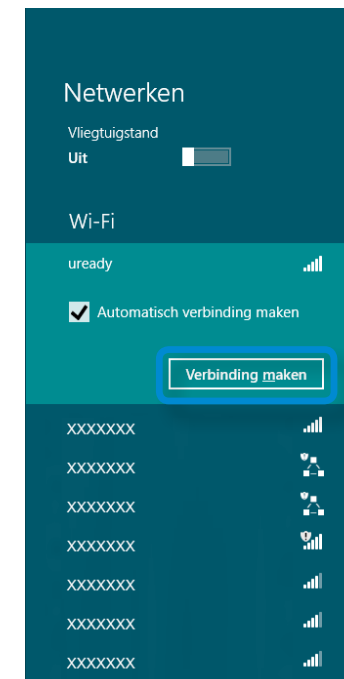 Netwerken
Vliegtuigstand
Uit
Wi-Fi
uready
Automatisch verbinding maken
Verbinding maken
xxxxxxx
xxxxxxx
xxxxxxx
xxxxxxx
xxxxxxx
xxxxxxx
xxxxxxx